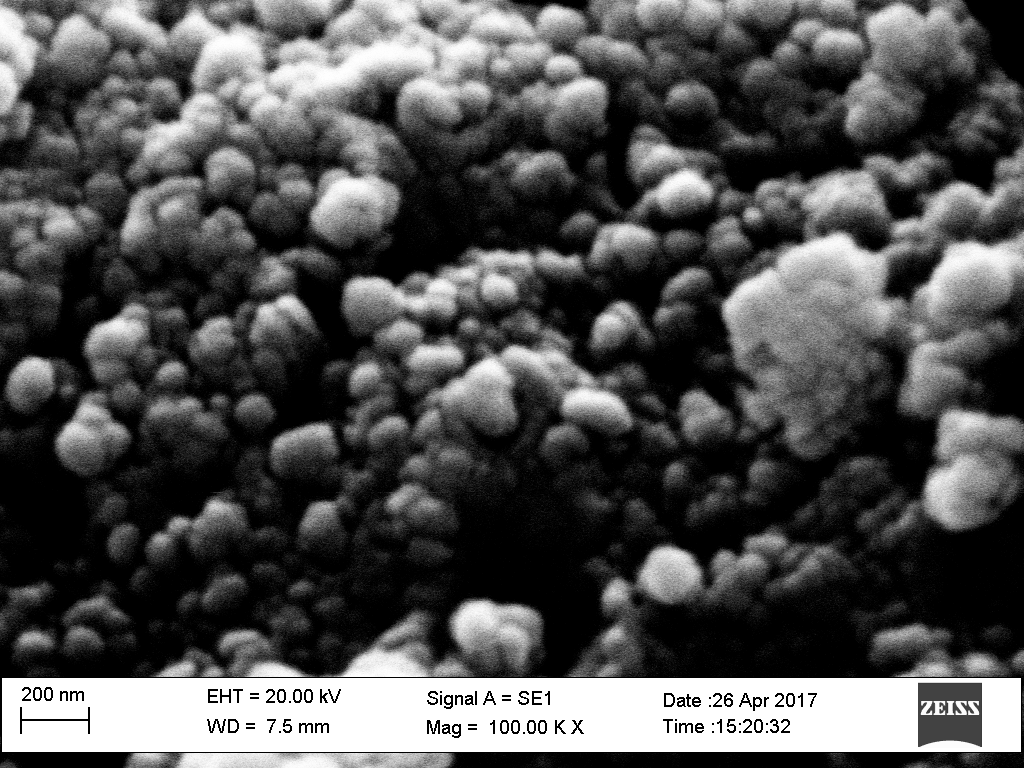 200 nm
EHT = 20.00 kV
WD = 7.5 mm
Signal A = SE1
Mag = 100.00 K X
Date :26 Apr 2017
Time :15:20:32
ZEISS